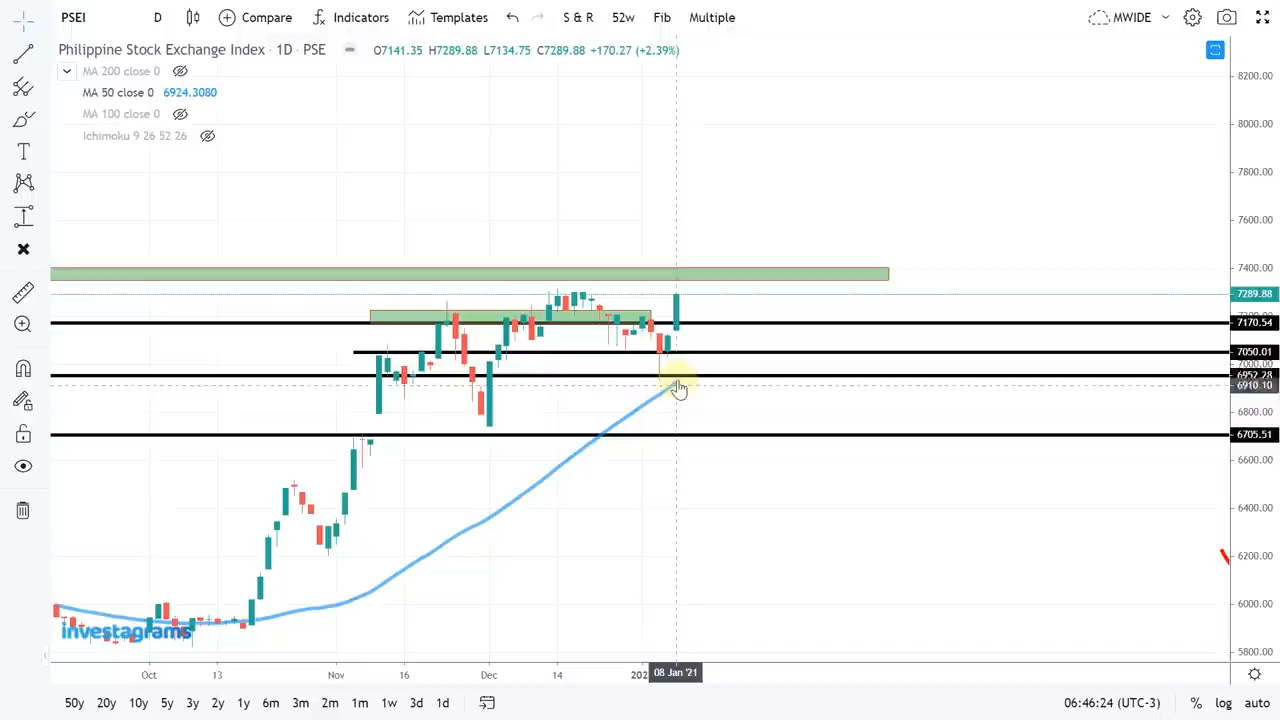 PSEI D Compare Indicators Templates S & R 52w Fib Multiple MWIDE
Philippine Stock Exchange Index · 1D · PSE O7141.35 H7289.88 L7134.75 C7289.88 +170.27 (+2.39%)
MA 200 close 0
MA 50 close 0 6924.3080
MA 100 close 0
Ichimoku 9 26 52 26
8200.00
8000.00
7800.00
7600.00
7400.00
7289.88
7170.54
7050.01
7000.00
6952.28
6910.10
6800.00
6705.51
6600.00
6400.00
6200.00
6000.00
5800.00
investagrams
Oct 13 Nov 16 Dec 14 202 08 Jan '21
50y 20y 10y 5y 3y 2y 1y 6m 3m 2m 1m 1w 3d 1d 06:46:24 (UTC-3) % log auto